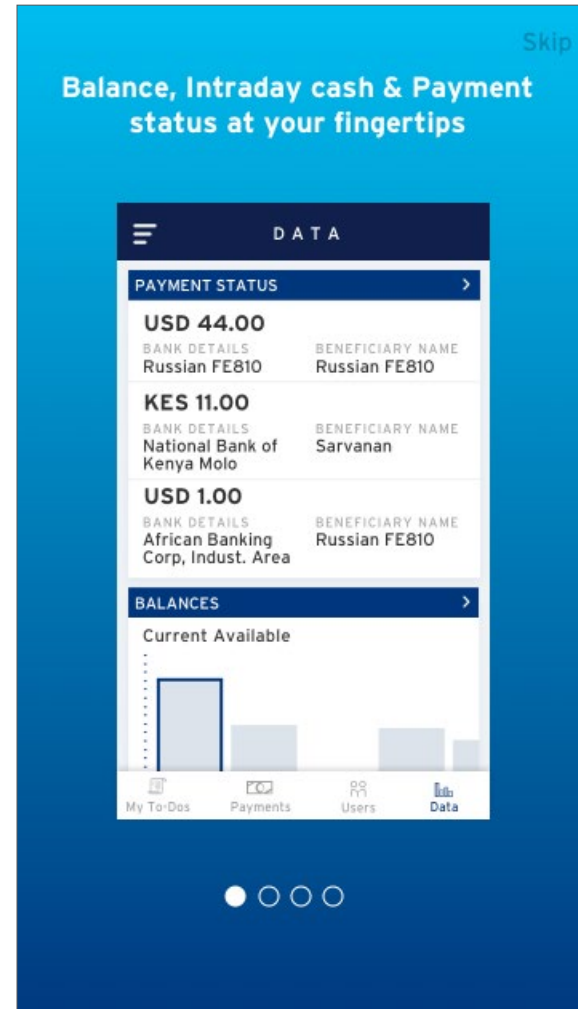 Skip
Balance, Intraday cash & Payment
status at your fingertips
DATA
PAYMENT STATUS
USD 44.00
BANK DETAILS BENEFICIARY NAME
Russian FE810 Russian FE810
KES 11.00
BANK DETAILS BENEFICIARY NAME
National Bank of Sarvanan
Kenya Molo
USD 1.00
BANK DETAILS BENEFICIARY NAME
African Banking Russian FE810
Corp, Indust. Area
BALANCES
Current Available
My To-Dos Payments Users Data